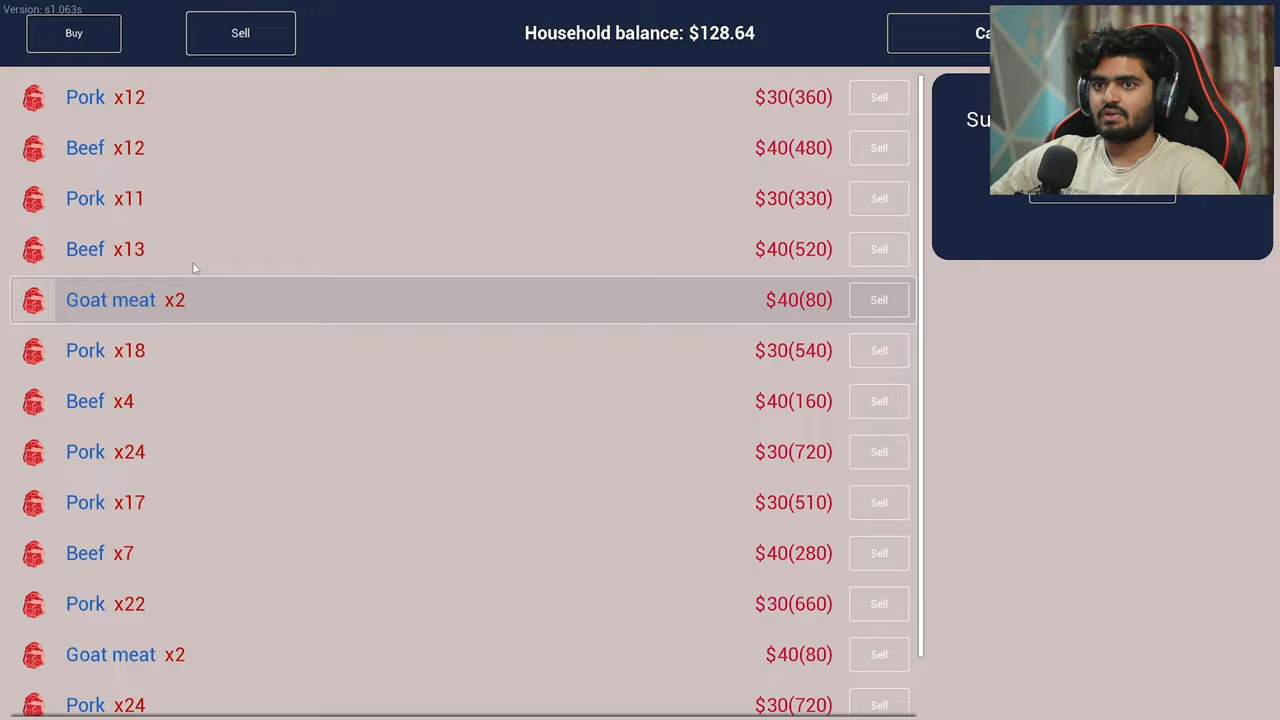 Version: s1.063s
Buy
Sell
Household balance: $128.64
Ca
Pork x12 $30(360) Sell
Beef x12 $40(480) Sell
Pork x11 $30(330) Sell
Beef x13 $40(520) Sell
Goat meat x2 $40(80) Sell
Pork x18 $30(540) Sell
Beef x4 $40(160) Sell
Pork x24 $30(720) Sell
Pork x17 $30(510) Sell
Beef x7 $40(280) Sell
Pork x22 $30(660) Sell
Goat meat x2 $40(80) Sell
Pork x24 $30(720) Sell
Su